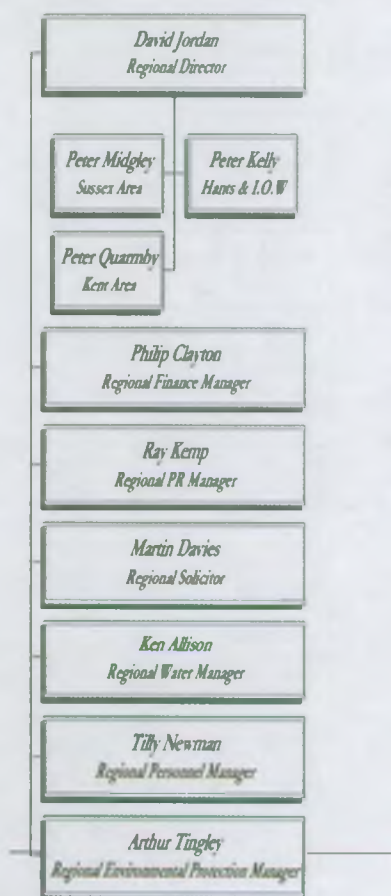 David Jordan
Regional Director
Peter Midgley
Sussex Area
Peter Kelly
Hants & I.O.W
Peter Quarmby
Kent Area
Philip Clayton
Regional Finance Manager
Ray Kemp
Regional PR Manager
Martin Davies
Regional Solicitor
Ken Allison
Regional Water Manager
Tilly Newman
Regional Personnel Manager
Arthur Tingley
Regional Environmental Protection Manager